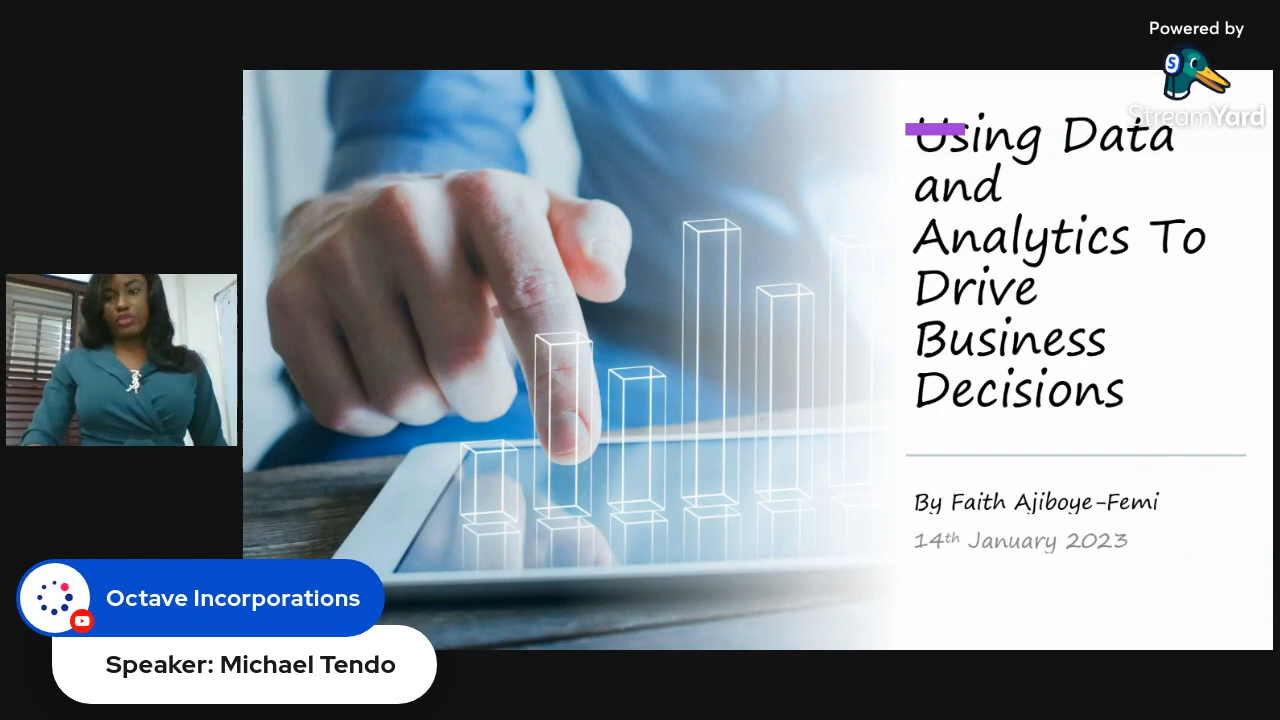 Powered by
StreamYard
Using Data
and
Analytics To
Drive
Business
Decisions
By Faith Ajiboye-Femi
14th January 2023
Octave Incorporations
Speaker: Michael Tendo